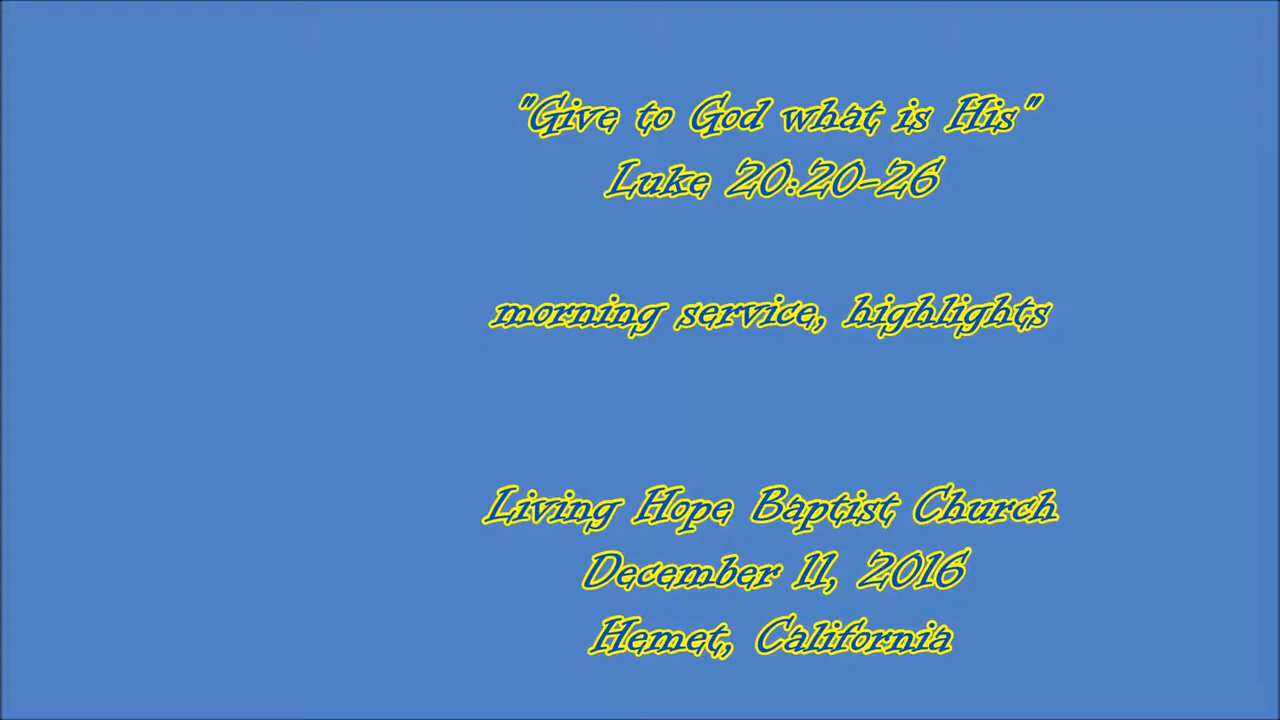 "Give to God what is His"
Luke 20:20-26
morning service, highlights
Living Hope Baptist Church
December 11, 2016
Hemet, California